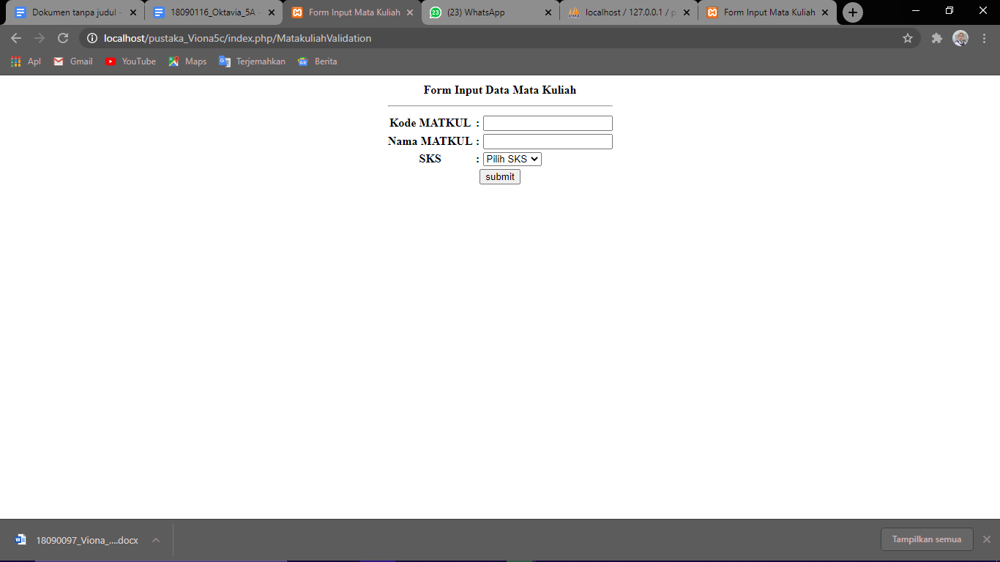 Dokumen tanpa judul -
18090116_Oktavia_5A -
Form Input Mata Kuliah
23
(23) WhatsApp
localhost / 127.0.0.1 / p
Form Input Mata Kuliah
localhost/pustaka_Viona5c/index.php/MatakuliahValidation
Apl
Gmail
YouTube
Maps
Terjemahkan
Berita
Form Input Data Mata Kuliah
Kode MATKUL :
Nama MATKUL :
SKS : Pilih SKS
submit
18090097_Viona_....docx
Tampilkan semua